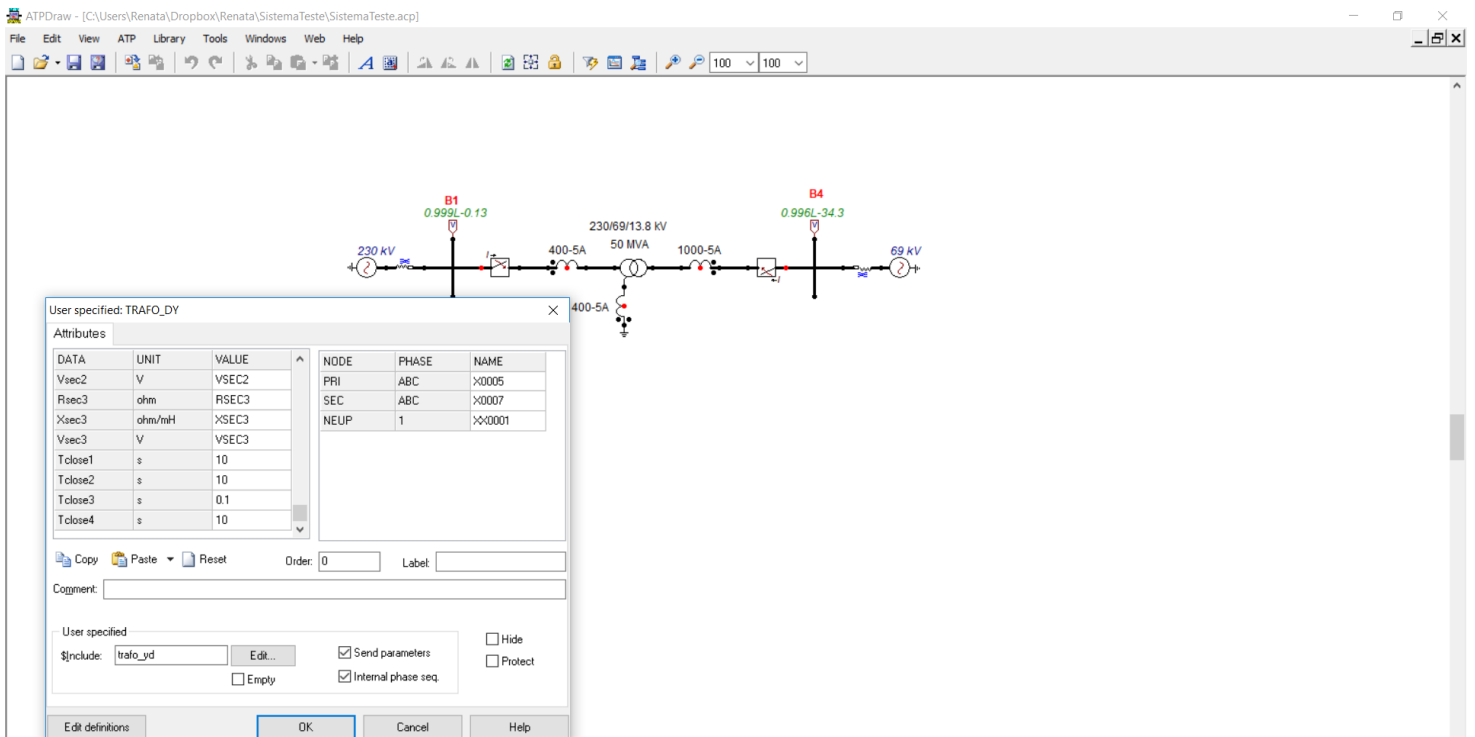 ATPDraw - [C:\Users\Renata\Dropbox\Renata\SistemaTeste\SistemaTeste.acp]
File Edit View ATP Library Tools Windows Web Help
100 100
B1
0.999L-0.13
B4
0.996L-34.3
230/69/13.8 kV
50 MVA
230 kV
I→
400-5A
1000-5A
69 kV
←I
400-5A
User specified: TRAFO_DY
Attributes
DATA UNIT VALUE
Vsec2 V VSEC2
Rsec3 ohm RSEC3
Xsec3 ohm/mH XSEC3
Vsec3 V VSEC3
Tclose1 s 10
Tclose2 s 10
Tclose3 s 0.1
Tclose4 s 10
NODE PHASE NAME
PRI ABC X0005
SEC ABC X0007
NEUP 1 XX0001
Copy Paste Reset Order: 0 Label:
Comment:
User specified
$Include: trafo_yd Edit...
Empty
Send parameters
Internal phase seq.
Hide
Protect
Edit definitions OK Cancel Help